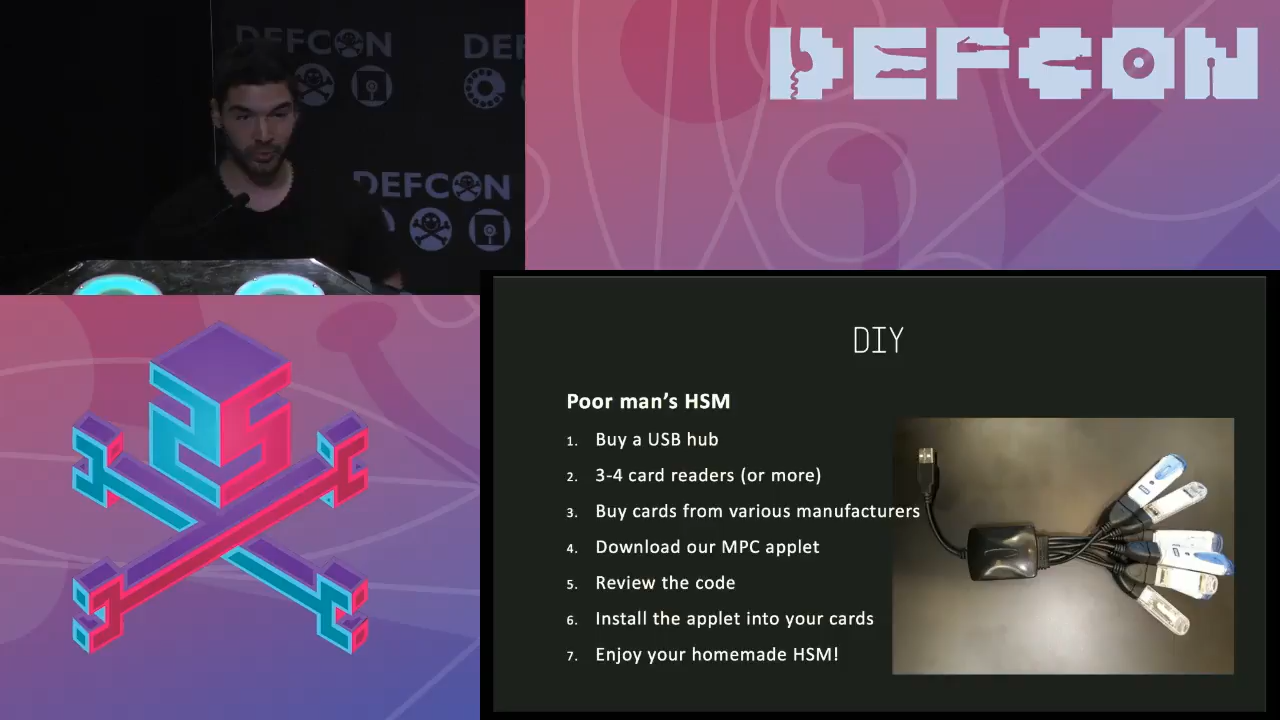 DEFCON
DEF
DEFCON
DEFCON
25
DIY
Poor man's HSM
1. Buy a USB hub
2. 3-4 card readers (or more)
3. Buy cards from various manufacturers
4. Download our MPC applet
5. Review the code
6. Install the applet into your cards
7. Enjoy your homemade HSM!